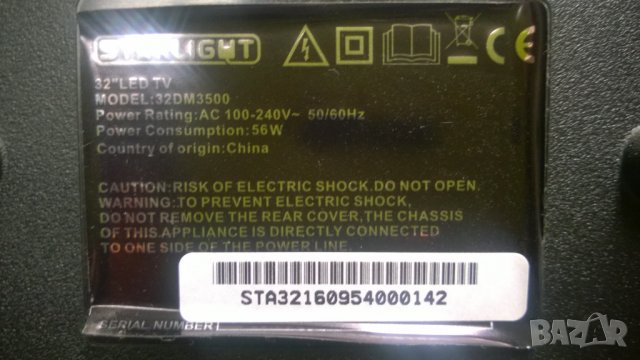 STARLIGHT
32"LED TV
MODEL:32DM3500
Power Rating:AC 100-240V~ 50/60Hz
Power Consumption:56W
Country of origin:China
CAUTION:RISK OF ELECTRIC SHOCK.DO NOT OPEN.
WARNING:TO PREVENT ELECTRIC SHOCK,
DO NOT REMOVE THE REAR COVER,THE CHASSIS
OF THIS.APPLIANCE IS DIRECTLY CONNECTED
TO ONE SIDE OF THE POWER LINE.
STA32160954000142
SERIAL NUMBER
BAZAR
bg